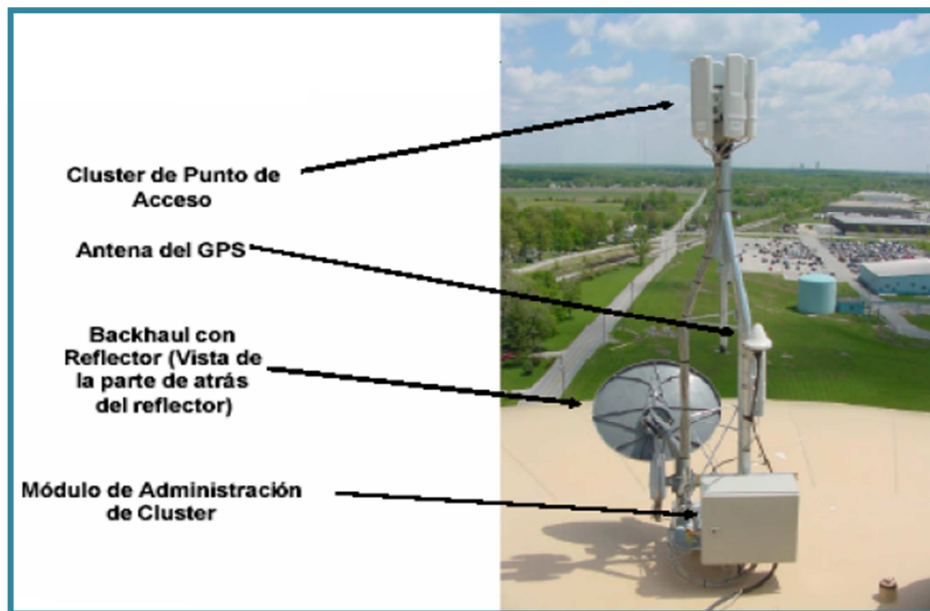 Cluster de Punto de
Acceso
Antena del GPS
Backhaul con
Reflector (Vista de
la parte de atrás
del reflector)
Módulo de Administración
de Cluster